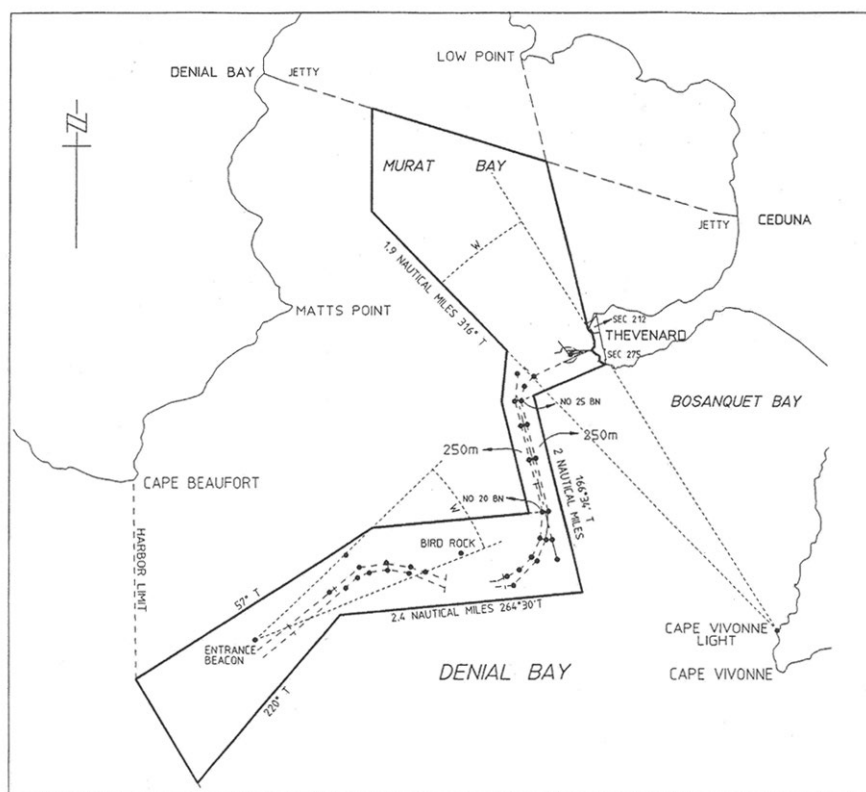 LOW POINT
DENIAL BAY
JETTY
N
MURAT BAY
JETTY
CEDUNA
W
1.9 NAUTICAL MILES 316° T
MATTS POINT
SEC 212
THEVENARD
SEC 275
BOSANQUET BAY
NO 25 BN
250m
250m
CAPE BEAUFORT
166°34' T
2 NAUTICAL
MILES
NO 20 BN
W
HARBOR LIMIT
BIRD ROCK
57° T
2.4 NAUTICAL MILES 264°30'T
ENTRANCE
BEACON
CAPE VIVONNE
LIGHT
CAPE VIVONNE
DENIAL BAY
220° T